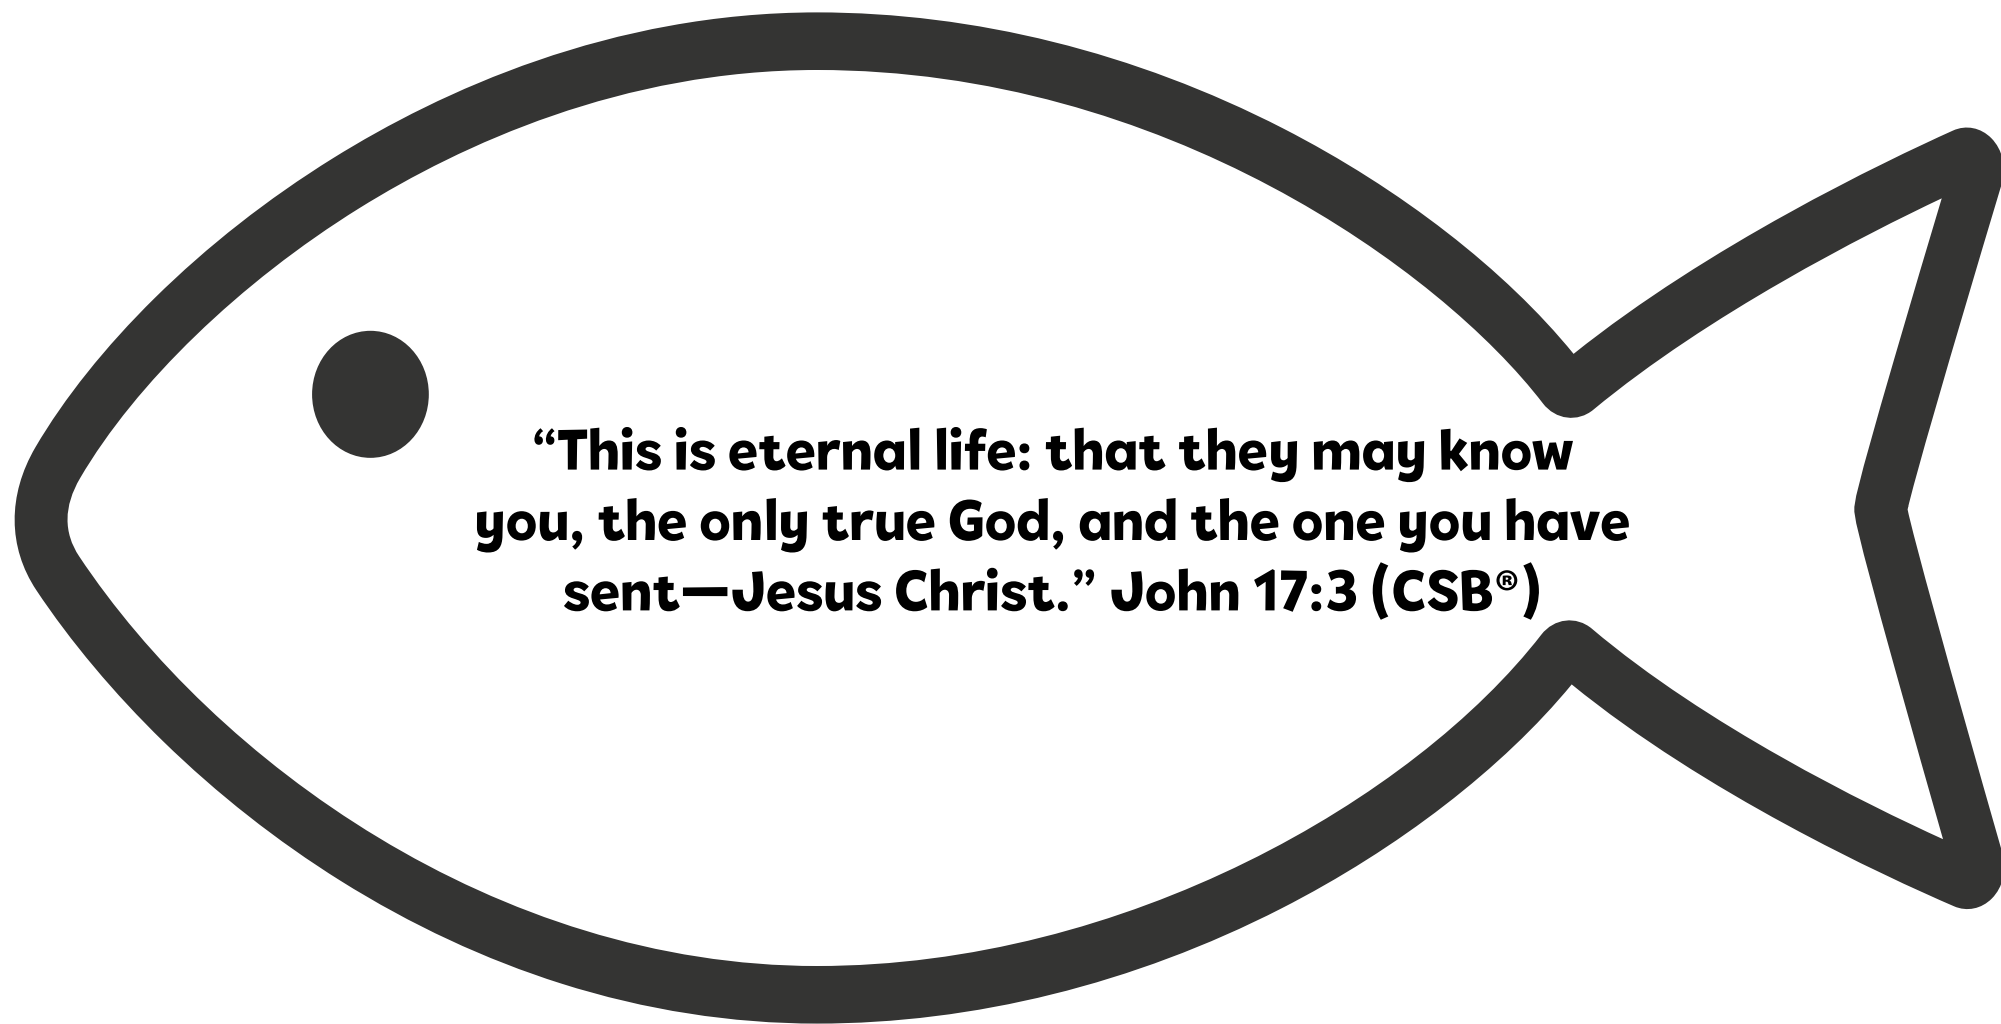 “This is eternal life: that they may know
you, the only true God, and the one you have
sent—Jesus Christ.” John 17:3 (CSB®)